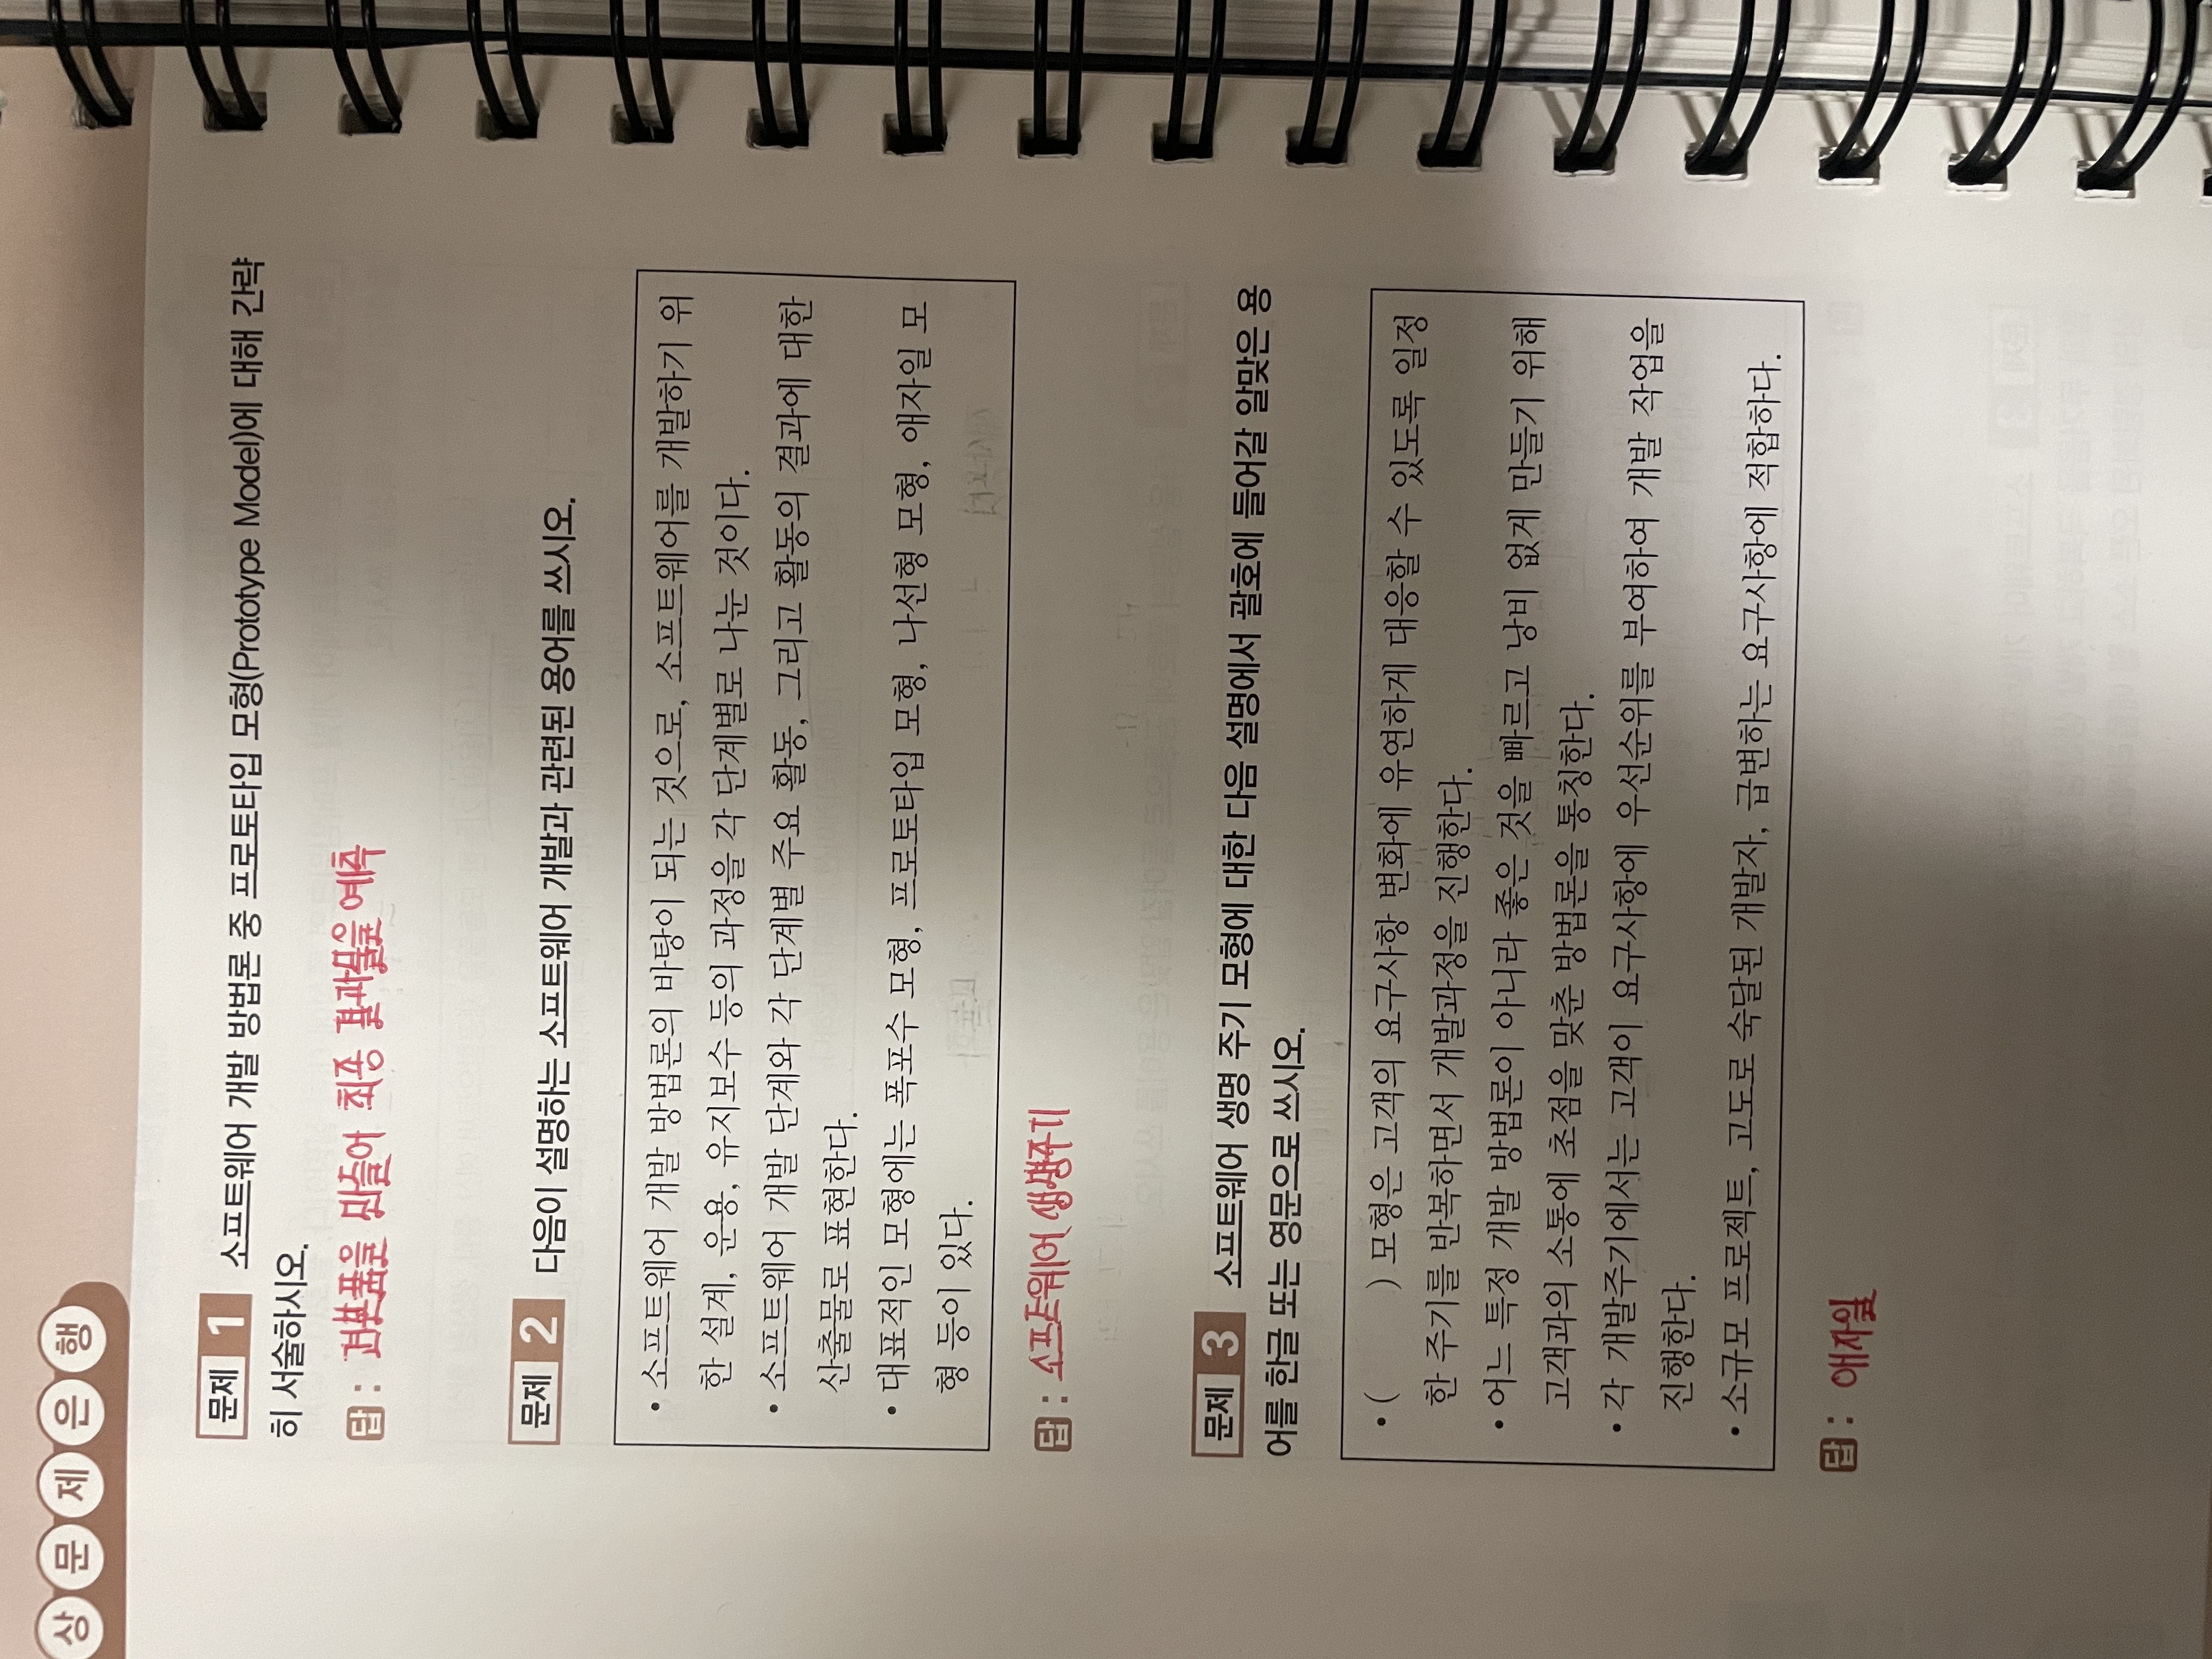 상문제은행
문제 1 소프트웨어 개발 방법론 중 프로토타입 모형(Prototype Model)에 대해 간략
히 서술하시오.
답 : 견본품을 만들어 최종 결과물을 예측
문제 2 다음이 설명하는 소프트웨어 개발과 관련된 용어를 쓰시오.
• 소프트웨어 개발 방법론의 바탕이 되는 것으로, 소프트웨어를 개발하기 위
한 설계, 운용, 유지보수 등의 과정을 각 단계별로 나눈 것이다.
• 소프트웨어 개발 단계와 각 단계별 주요 활동, 그리고 활동의 결과에 대한
산출물로 표현한다.
• 대표적인 모형에는 폭포수 모형, 프로토타입 모형, 나선형 모형, 애자일 모
형 등이 있다.
답 : 소프트웨어 생명주기
문제 3 소프트웨어 생명 주기 모형에 대한 다음 설명에서 괄호에 들어갈 알맞은 용
어를 한글 또는 영문으로 쓰시오.
• ( ) 모형은 고객의 요구사항 변화에 유연하게 대응할 수 있도록 일정
한 주기를 반복하면서 개발과정을 진행한다.
• 어느 특정 개발 방법론이 아니라 좋은 것을 빠르고 낭비 없게 만들기 위해
고객과의 소통에 초점을 맞춘 방법론을 통칭한다.
• 각 개발주기에서는 고객이 요구사항에 우선순위를 부여하여 개발 작업을
진행한다.
• 소규모 프로젝트, 고도로 숙달된 개발자, 급변하는 요구사항에 적합하다.
답 : 애자일